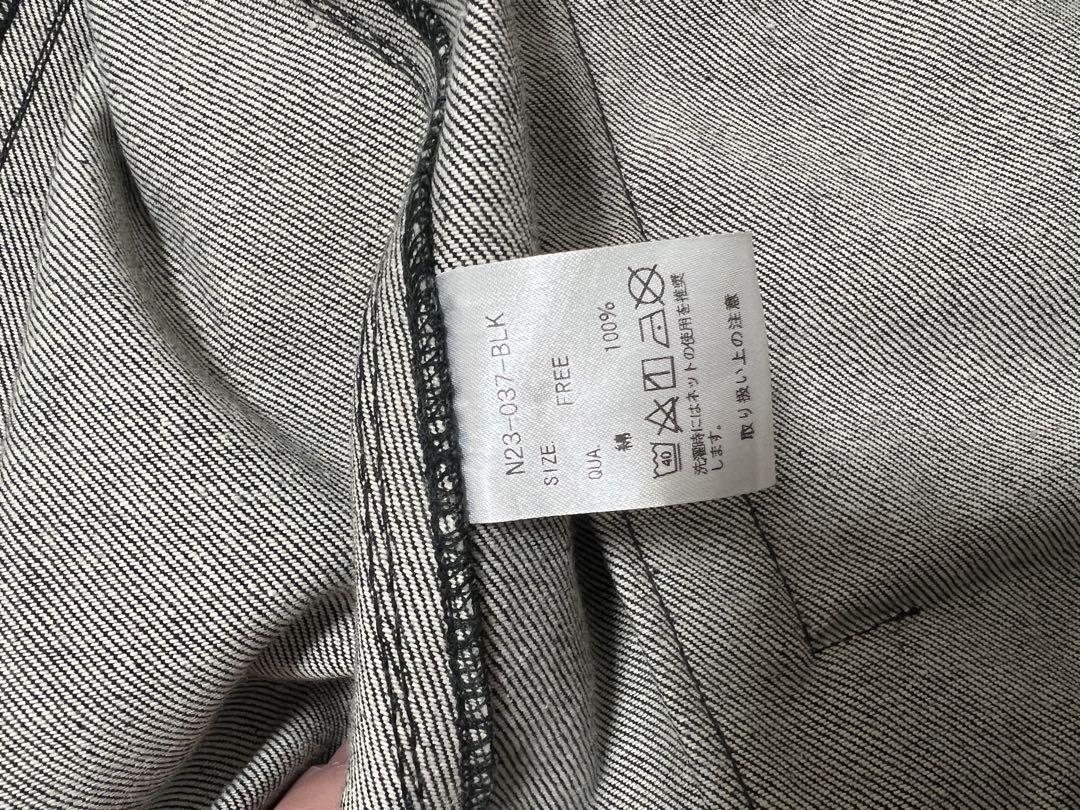 N23-037-BLK
SIZE.
FREE
QUA.
綿 100%
40
洗濯時にはネットの使用を推奨
します。
取り扱い上の注意